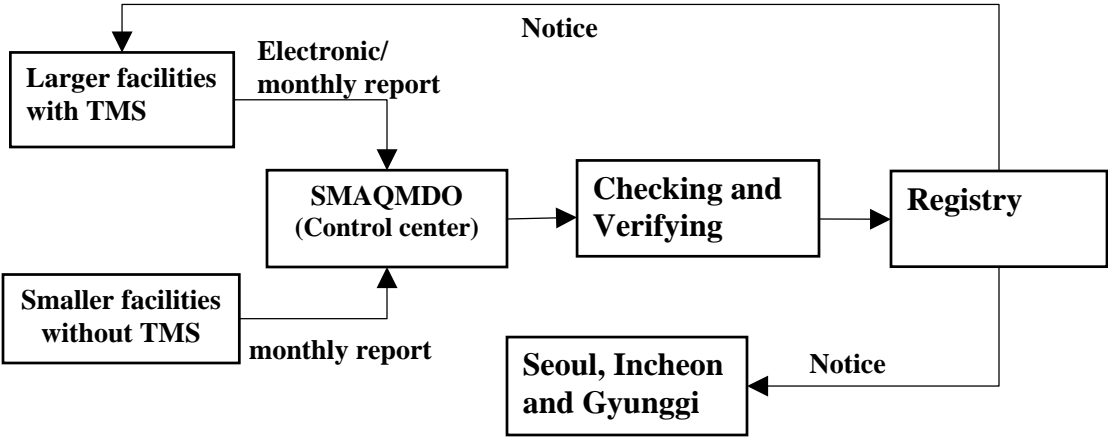 Notice
Electronic/
monthly report
Larger facilities
with TMS
SMAQMDO
(Control center)
Checking and
Verifying
Registry
Smaller facilities
without TMS
monthly report
Seoul, Incheon
and Gyunggi
Notice